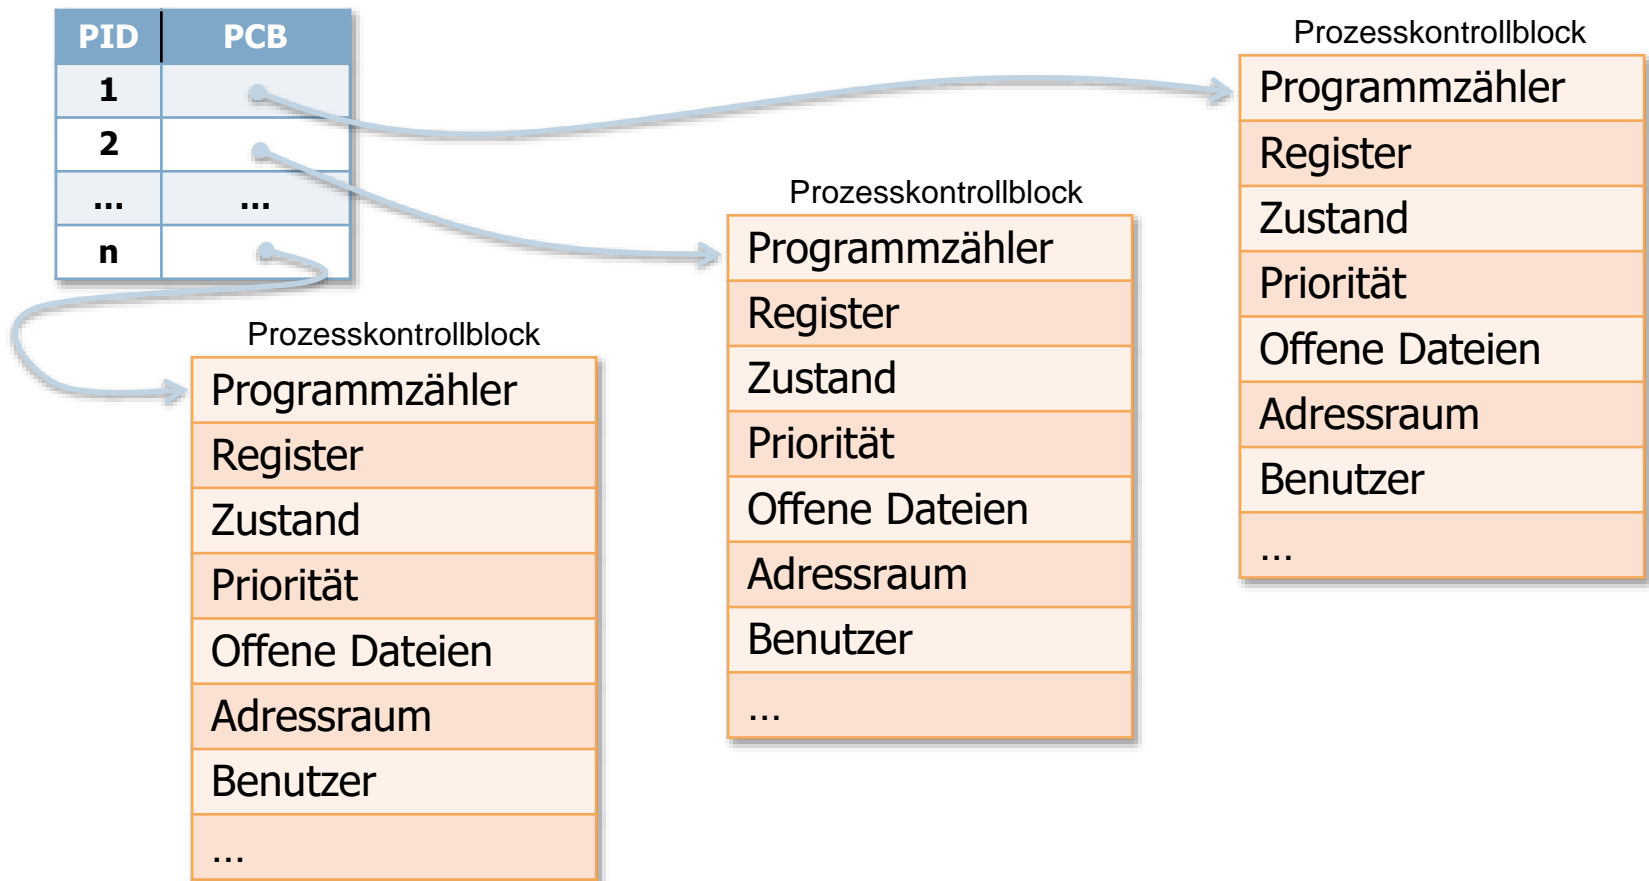 PID PCB
1
2
... ...
n
Prozesskontrollblock
Programmzähler
Register
Zustand
Priorität
Offene Dateien
Adressraum
Benutzer
...
Prozesskontrollblock
Programmzähler
Register
Zustand
Priorität
Offene Dateien
Adressraum
Benutzer
...
Prozesskontrollblock
Programmzähler
Register
Zustand
Priorität
Offene Dateien
Adressraum
Benutzer
...